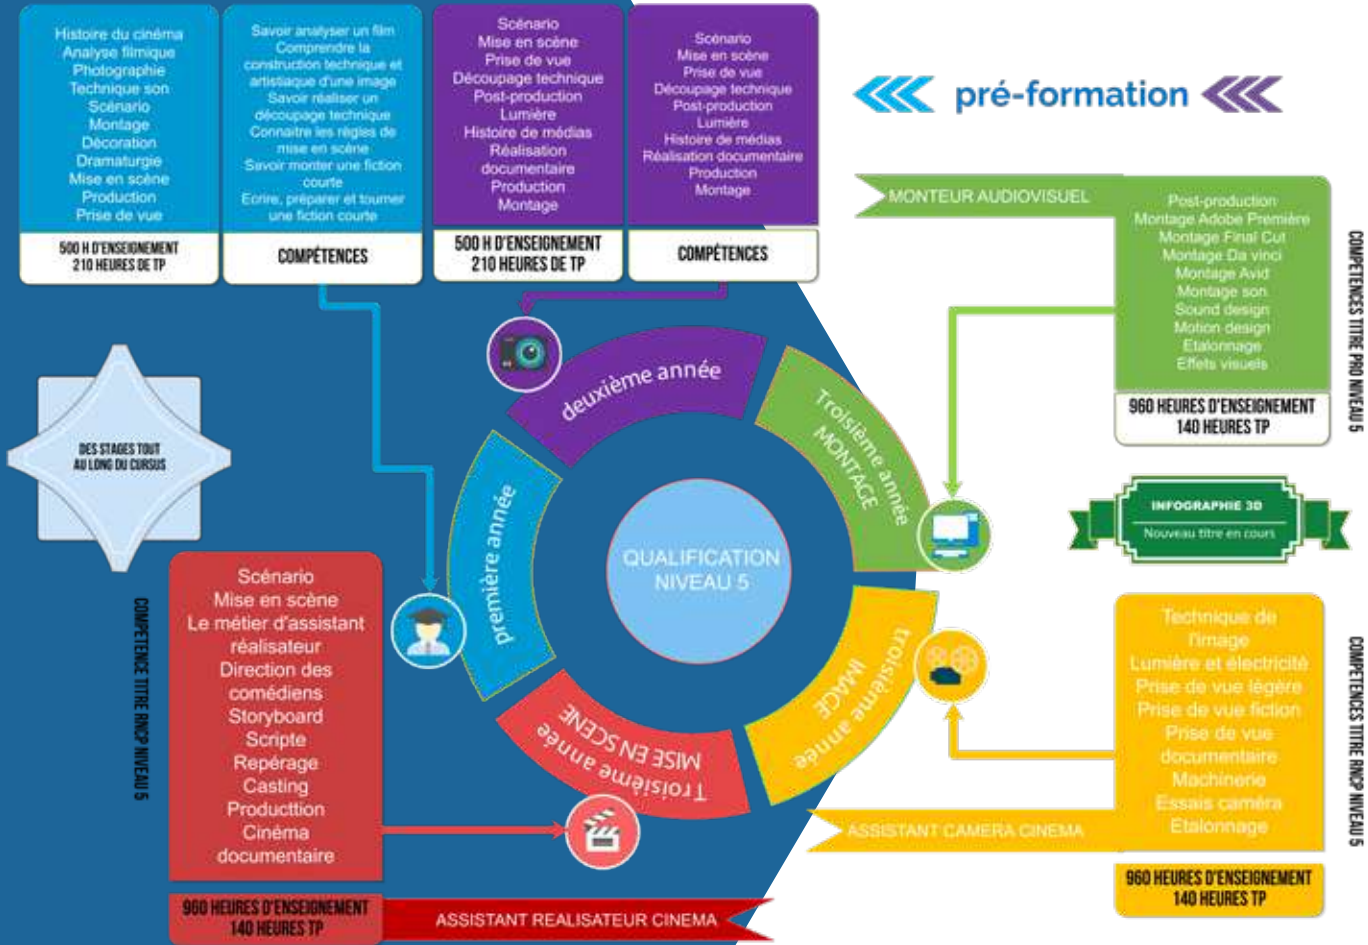 Histoire du cinéma
Analyse filmique
Photographie
Technique son
Scénario
Montage
Décoration
Dramaturgie
Mise en scène
Production
Prise de vue
500 H D'ENSEIGNEMENT
210 HEURES DE TP
Savoir analyser un film
Comprendre la
construction technique et
artistiaque d'une image
Savoir réaliser un
découpage technique
Connaitre les règles de
mise en scène
Savoir monter une fiction
courte
Ecrire, préparer et tourner
une fiction courte
COMPÉTENCES
Scénario
Mise en scène
Prise de vue
Découpage technique
Post-production
Lumière
Histoire de médias
Réalisation
documentaire
Production
Montage
500 H D'ENSEIGNEMENT
210 HEURES DE TP
Scénario
Mise en scène
Prise de vue
Découpage technique
Post-production
Lumière
Histoire de médias
Réalisation documentaire
Production
Montage
COMPÉTENCES
pré-formation
MONTEUR AUDIOVISUEL
Post-production
Montage Adobe Première
Montage Final Cut
Montage Da vinci
Montage Avid
Montage son
Sound design
Motion design
Etalonnage
Effets visuels
960 HEURES D'ENSEIGNEMENT
140 HEURES TP
COMPETENCES TITRE PRO NIVEAU 5
DES STAGES TOUT
AU LONG DU CURSUS
première année
deuxième année
Troisième année
MONTAGE
troisième année
IMAGE
Troisième année
MISE EN SCENE
QUALIFICATION
NIVEAU 5
INFOGRAPHIE 3D
Nouveau titre en cours
COMPETENCE TITRE RNCP NIVEAU 5
Scénario
Mise en scène
Le métier d'assistant
réalisateur
Direction des
comédiens
Storyboard
Scripte
Repérage
Casting
Producttion
Cinéma
documentaire
960 HEURES D'ENSEIGNEMENT
140 HEURES TP
ASSISTANT REALISATEUR CINEMA
Technique de
l'image
Lumière et électricité
Prise de vue légère
Prise de vue fiction
Prise de vue
documentaire
Machinerie
Essais caméra
Etalonnage
ASSISTANT CAMERA CINEMA
960 HEURES D'ENSEIGNEMENT
140 HEURES TP
COMPETENCES TITRE RNCP NIVEAU 5